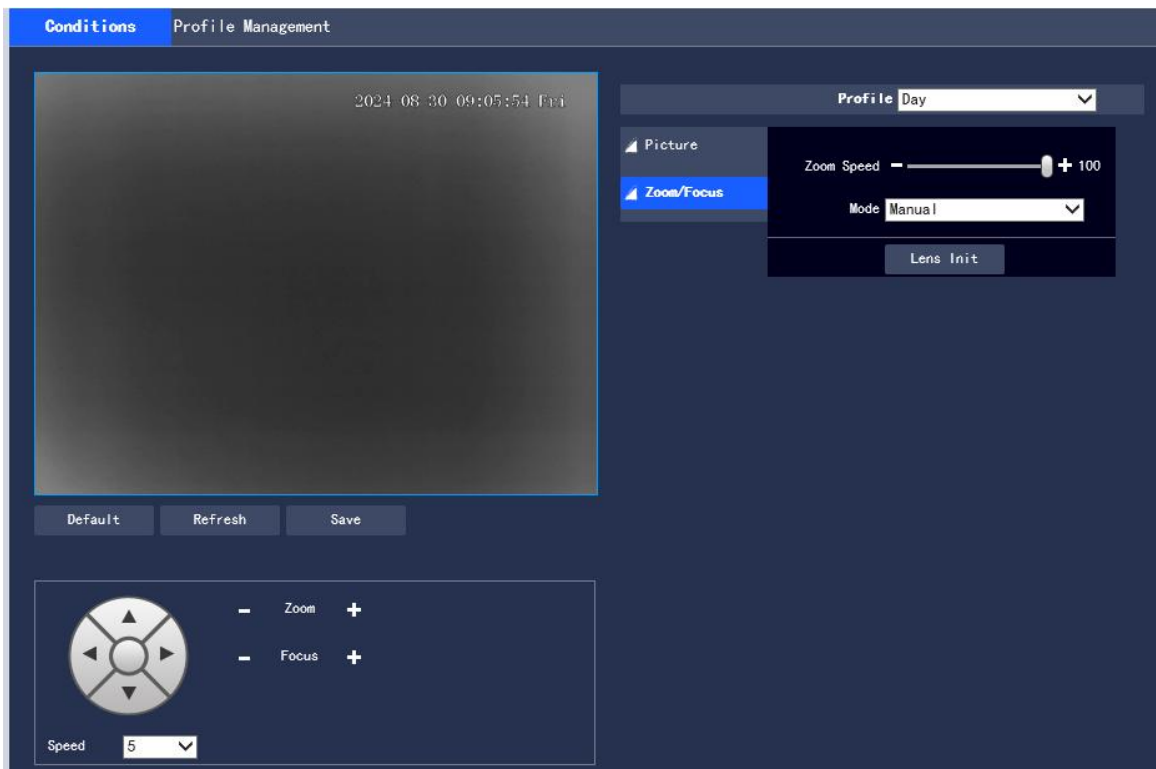 Conditions Profile Management
2024-08-30 09:05:54 Fri
Profile Day
Picture
Zoom/Focus
Zoom Speed - + 100
Mode Manual
Lens Init
Default Refresh Save
- Zoom +
- Focus +
Speed 5